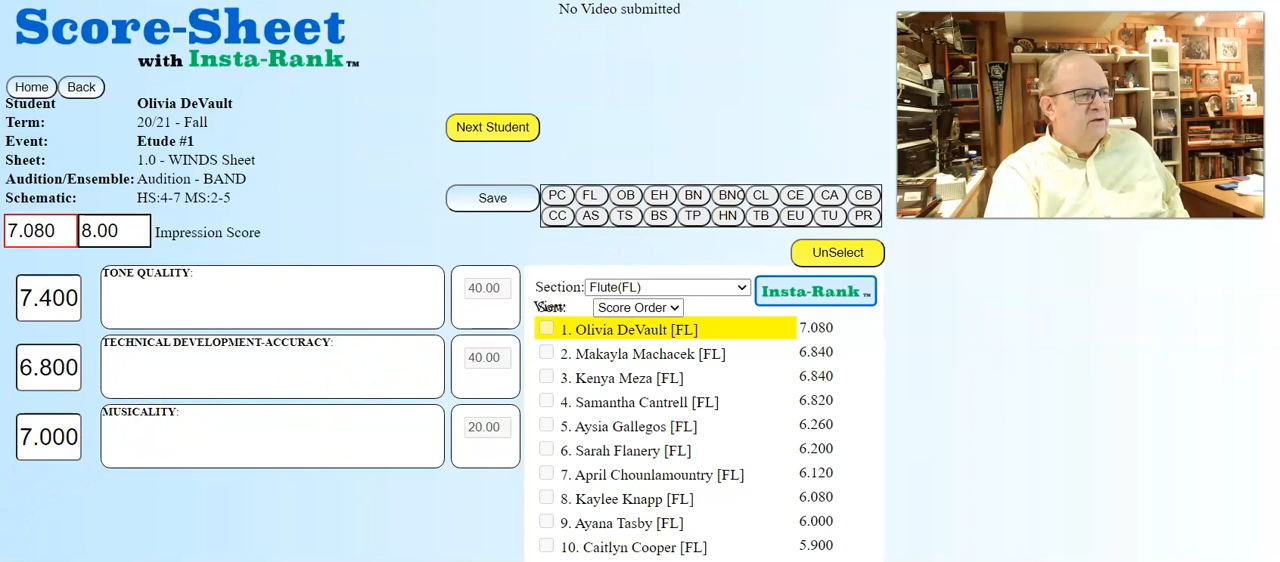 No Video submitted
Score-Sheet
with Insta-Rank™
Home Back
Student Olivia DeVault
Term: 20/21 - Fall
Event: Etude #1
Sheet: 1.0 - WINDS Sheet
Audition/Ensemble: Audition - BAND
Schematic: HS:4-7 MS:2-5
7.080 8.00 Impression Score
Next Student
Save
PC FL OB EH BN BNC CL CE CA CB
CC AS TS BS TP HN TB EU TU PR
UnSelect
7.400 TONE QUALITY: 40.00
6.800 TECHNICAL DEVELOPMENT-ACCURACY: 40.00
7.000 MUSICALITY: 20.00
Section: Flute(FL) Insta-Rank™
Score Order
1. Olivia DeVault [FL] 7.080
2. Makayla Machacek [FL] 6.840
3. Kenya Meza [FL] 6.840
4. Samantha Cantrell [FL] 6.820
5. Aysia Gallegos [FL] 6.260
6. Sarah Flanery [FL] 6.200
7. April Chounlamountry [FL] 6.120
8. Kaylee Knapp [FL] 6.080
9. Ayana Tasby [FL] 6.000
10. Caitlyn Cooper [FL] 5.900